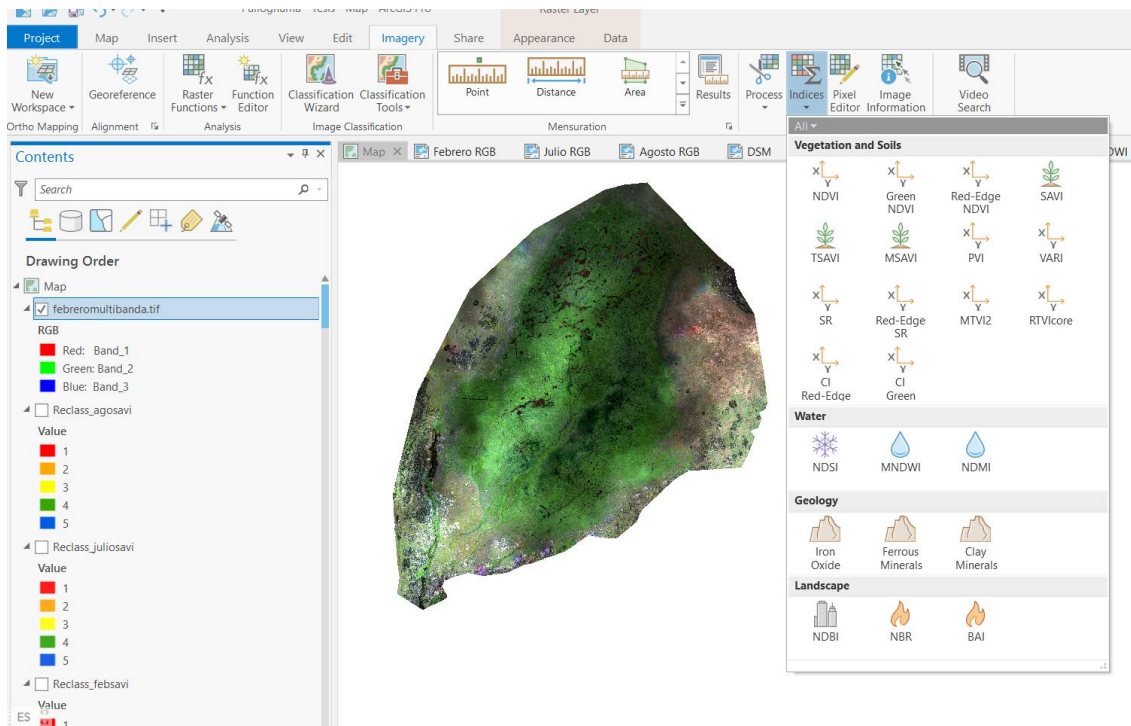 Project Map Insert Analysis View Edit Imagery Share Appearance Data
New Workspace
Georeference
Raster Functions
Function Editor
Classification Wizard
Classification Tools
Point
Distance
Area
Results
Process
Indices
Pixel Editor
Image Information
Video Search
Ortho Mapping Alignment Analysis Image Classification Mensuration
Contents
Search
Drawing Order
Map
febreromultibanda.tif
RGB
Red: Band_1
Green: Band_2
Blue: Band_3
Reclass_agosavi
Value
1
2
3
4
5
Reclass_juliosavi
Value
1
2
3
4
5
Reclass_febsavi
Value
1
ES
Map Febrero RGB Julio RGB Agosto RGB DSM
All
Vegetation and Soils
NDVI
Green NDVI
Red-Edge NDVI
SAVI
TSAVI
MSAVI
PVI
VARI
SR
Red-Edge SR
MTVI2
RTVIcore
CI Red-Edge
CI Green
Water
NDSI
MNDWI
NDMI
Geology
Iron Oxide
Ferrous Minerals
Clay Minerals
Landscape
NDBI
NBR
BAI